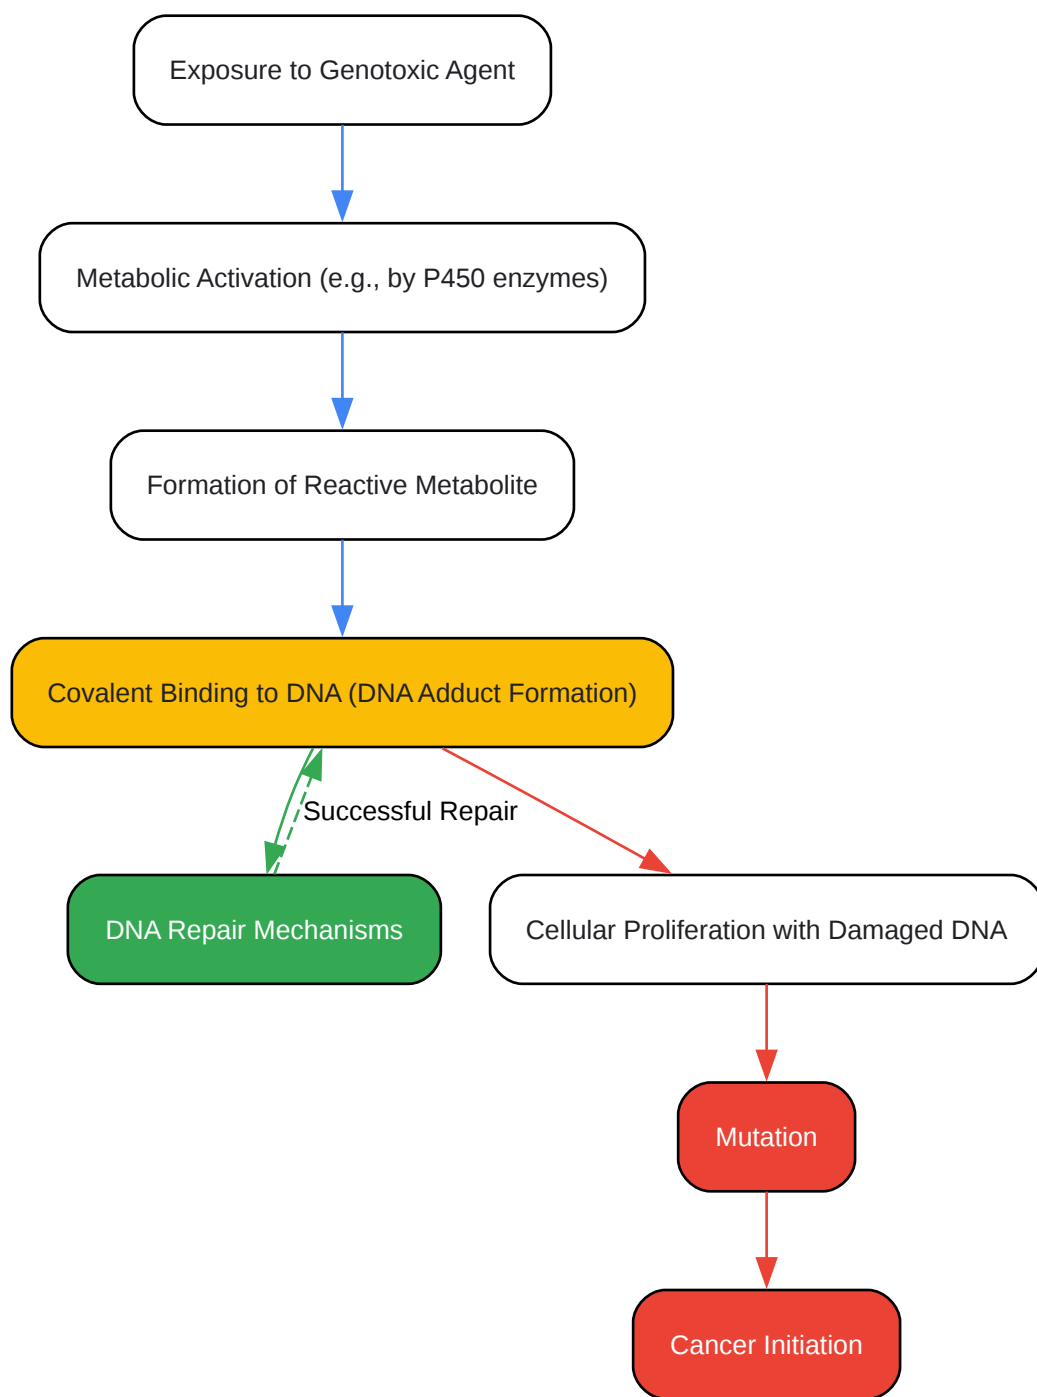 Exposure to Genotoxic Agent
Metabolic Activation (e.g., by P450 enzymes)
Formation of Reactive Metabolite
Covalent Binding to DNA (DNA Adduct Formation)
Successful Repair
DNA Repair Mechanisms
Cellular Proliferation with Damaged DNA
Mutation
Cancer Initiation